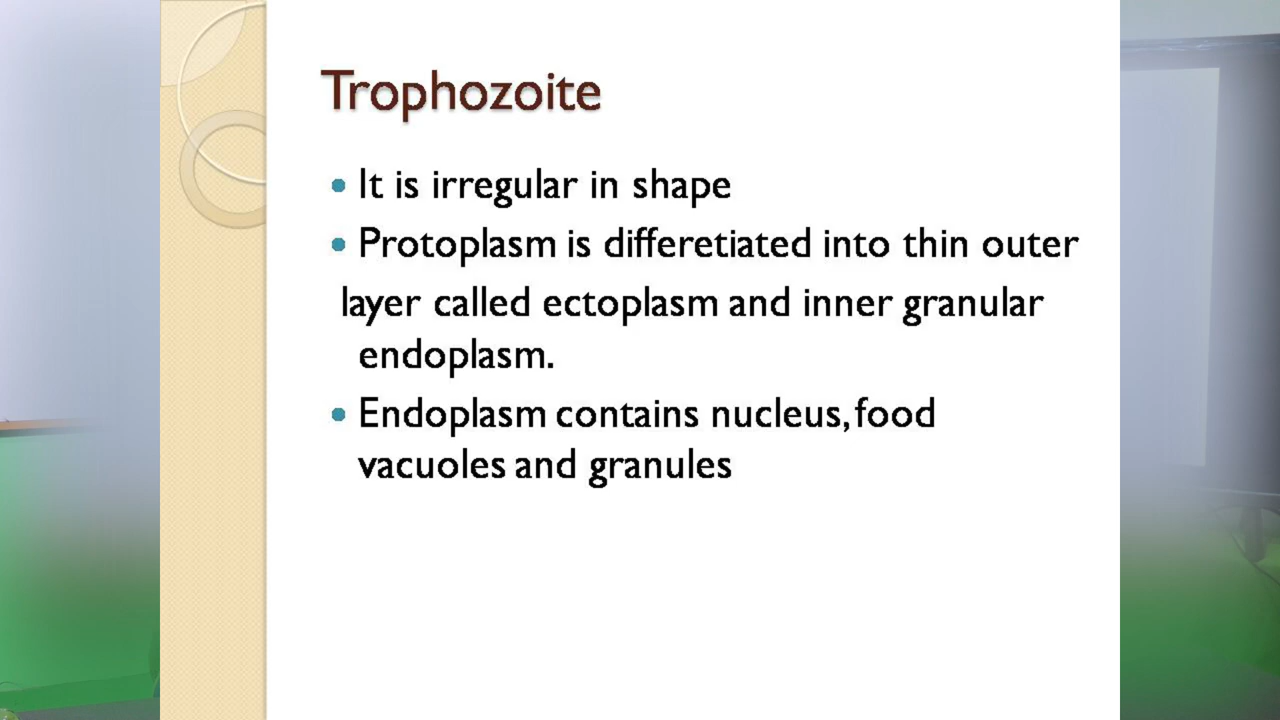 Trophozoite
• It is irregular in shape
• Protoplasm is differetiated into thin outer
layer called ectoplasm and inner granular
endoplasm.
• Endoplasm contains nucleus,food
vacuoles and granules